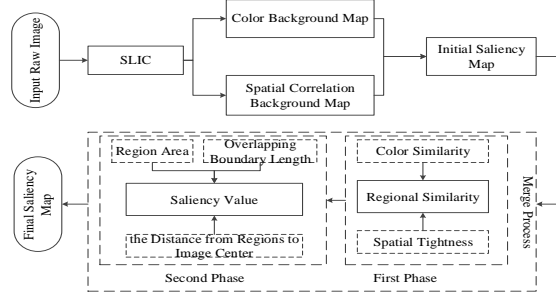 Input Raw Image
SLIC
Color Background Map
Spatial Correlation
Background Map
Initial Saliency
Map
Final Saliency
Map
Region Area
Overlapping
Boundary Length
Saliency Value
the Distance from Regions to
Image Center
Second Phase
Color Similarity
Regional Similarity
Spatial Tightness
First Phase
Merge Process